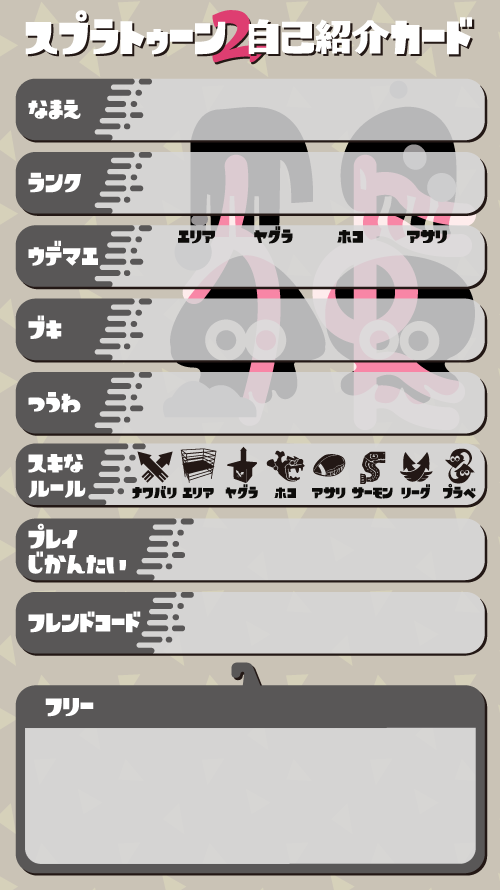 スプラトゥーン2自己紹介カード
なまえ
ランク
エリア ヤグラ ホコ アサリ
ウデマエ
ブキ
つうわ
スキな
ルール
ナワバリ エリア ヤグラ ホコ アサリ サーモン リーグ プラベ
プレイ
じかんたい
フレンドコード
フリー